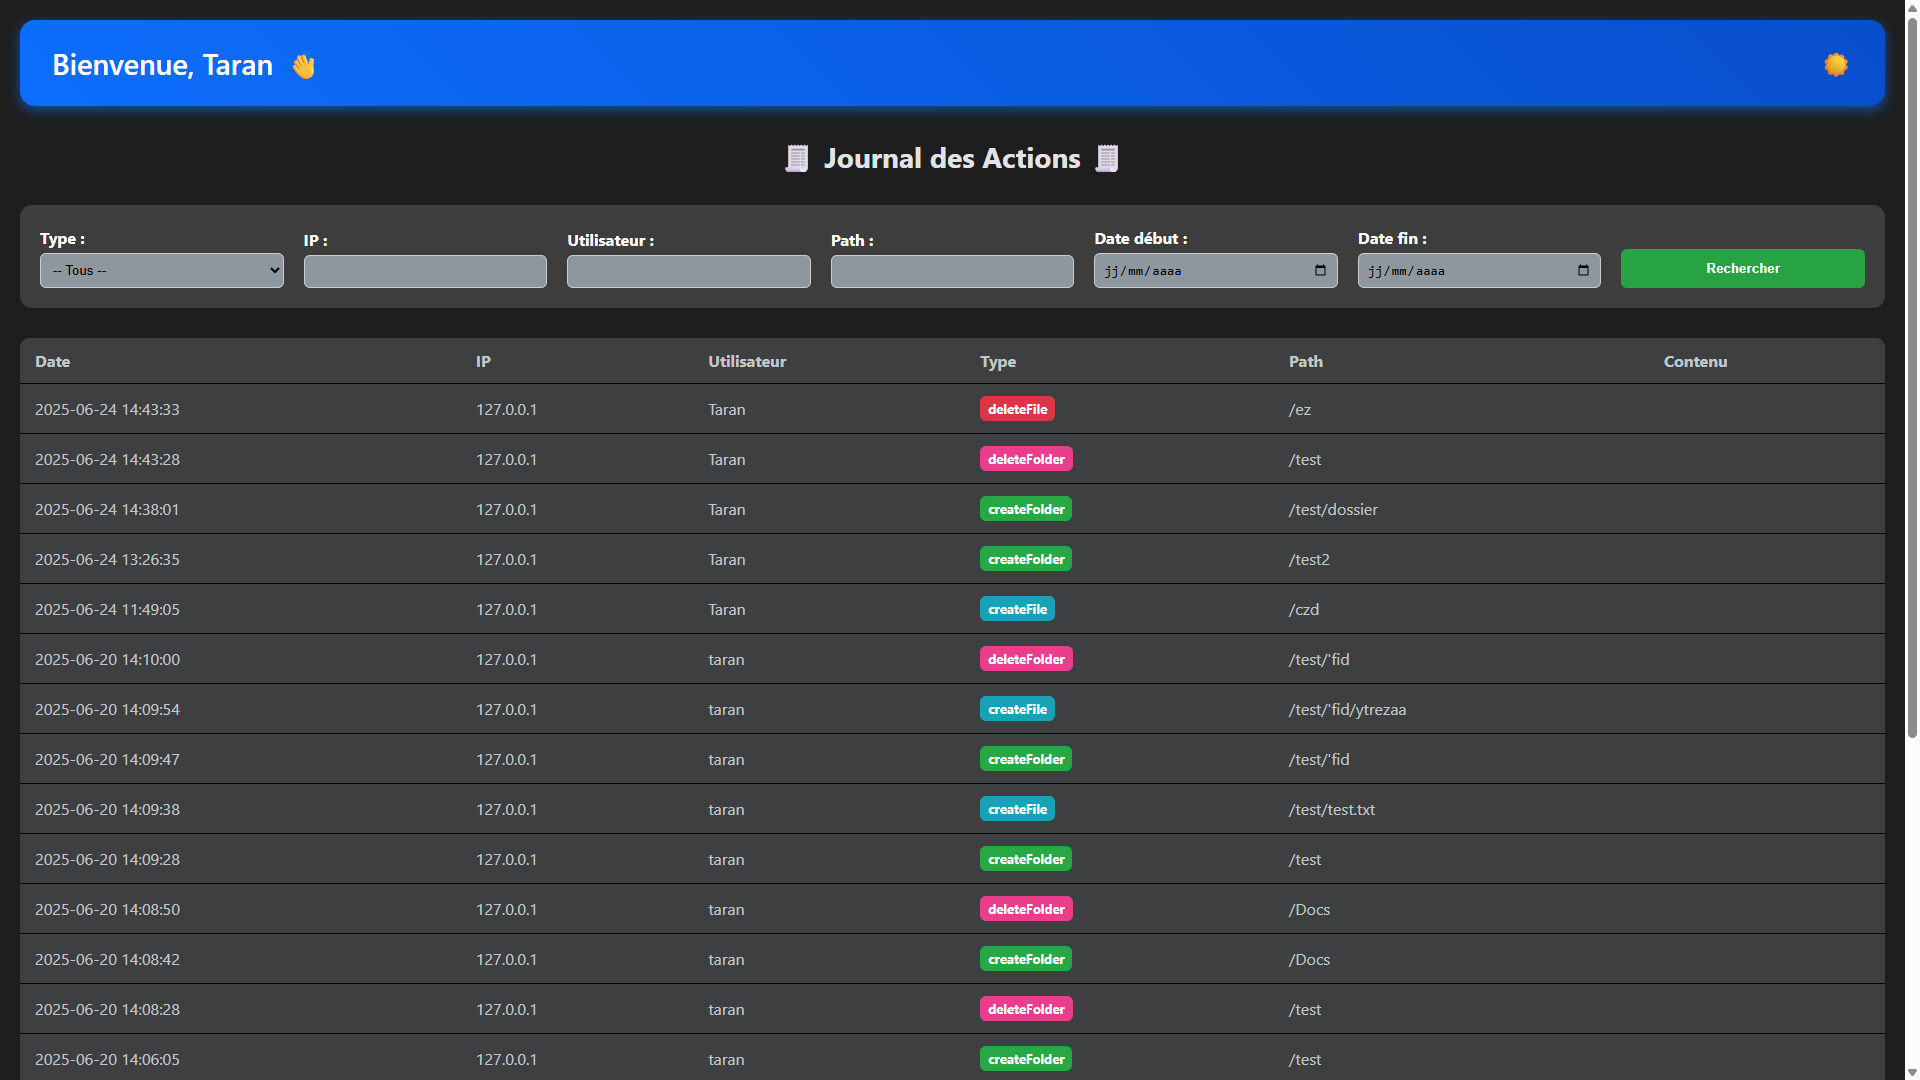 Bienvenue, Taran 👋
📜 Journal des Actions 📜
Type : IP : Utilisateur : Path : Date début : Date fin :
-- Tous -- jj/mm/aaaa jj/mm/aaaa Rechercher
Date IP Utilisateur Type Path Contenu
2025-06-24 14:43:33 127.0.0.1 Taran deleteFile /ez
2025-06-24 14:43:28 127.0.0.1 Taran deleteFolder /test
2025-06-24 14:38:01 127.0.0.1 Taran createFolder /test/dossier
2025-06-24 13:26:35 127.0.0.1 Taran createFolder /test2
2025-06-24 11:49:05 127.0.0.1 Taran createFile /czd
2025-06-20 14:10:00 127.0.0.1 taran deleteFolder /test/'fid
2025-06-20 14:09:54 127.0.0.1 taran createFile /test/'fid/ytrezaa
2025-06-20 14:09:47 127.0.0.1 taran createFolder /test/'fid
2025-06-20 14:09:38 127.0.0.1 taran createFile /test/test.txt
2025-06-20 14:09:28 127.0.0.1 taran createFolder /test
2025-06-20 14:08:50 127.0.0.1 taran deleteFolder /Docs
2025-06-20 14:08:42 127.0.0.1 taran createFolder /Docs
2025-06-20 14:08:28 127.0.0.1 taran deleteFolder /test
2025-06-20 14:06:05 127.0.0.1 taran createFolder /test